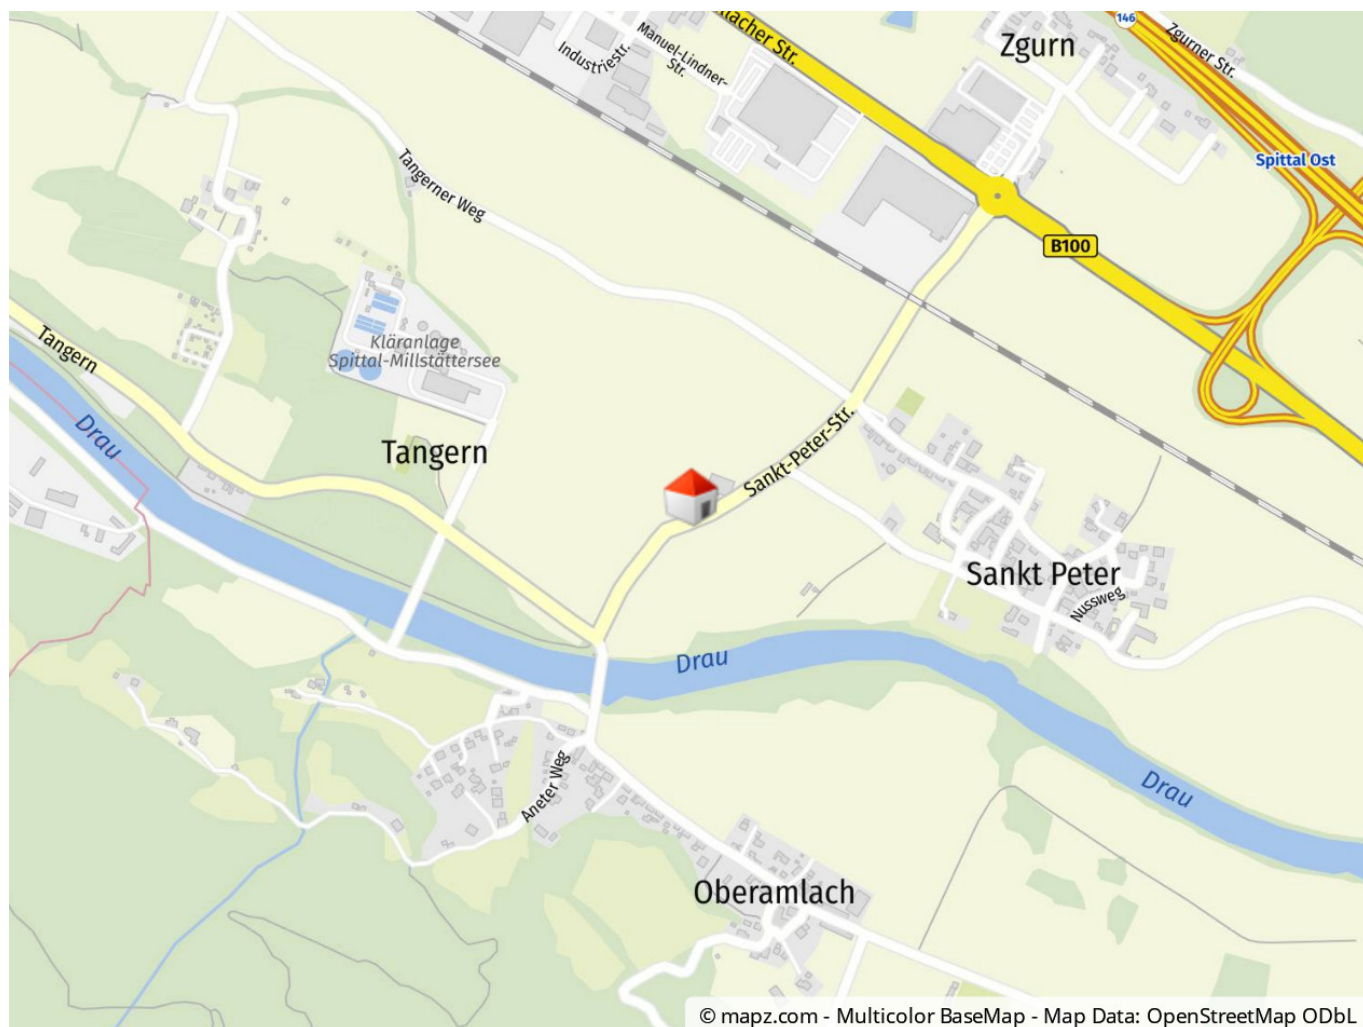 146
lacher Str.
Zgurn
Zgurner Str.
Manuel-Lindner-
Str.
Industriestr.
Spittal Ost
Tangerner Weg
B100
Tangern
Kläranlage
Spittal-Millstättersee
Drau
Tangern
Sankt-Peter-Str.
Sankt Peter
Nussweg
Drau
Drau
Aneter Weg
Oberamlach
© mapz.com - Multicolor BaseMap - Map Data: OpenStreetMap ODbL